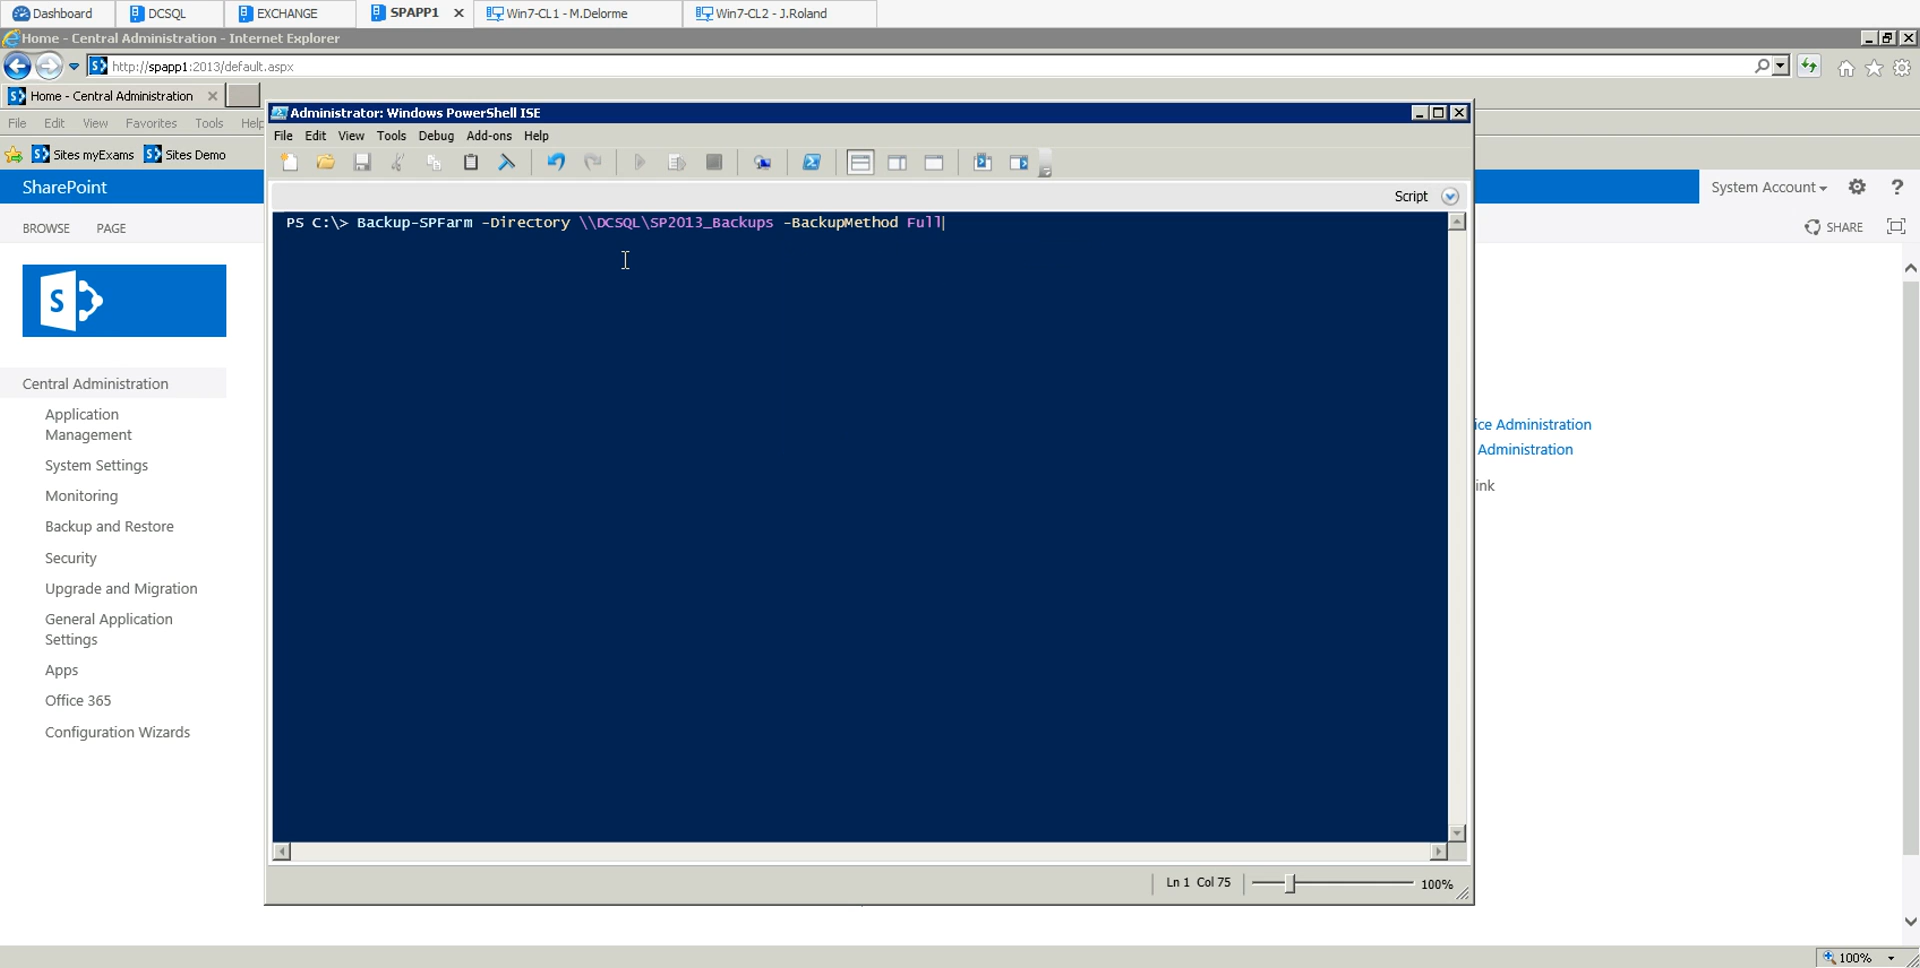 Dashboard
DCSQL
EXCHANGE
SPAPP1
Win7-CL1 - M.Delorme
Win7-CL2 - J.Roland
Home - Central Administration - Internet Explorer
http://spapp1:2013/default.aspx
Home - Central Administration
File Edit View Favorites Tools Help
Sites myExams Sites Demo
Administrator: Windows PowerShell ISE
File Edit View Tools Debug Add-ons Help
Script
PS C:\> Backup-SPFarm -Directory \\DCSQL\SP2013_Backups -BackupMethod Full
Ln 1 Col 75
100%
SharePoint
System Account
?
BROWSE PAGE
SHARE
S
Central Administration
Application
Management
System Settings
Monitoring
Backup and Restore
Security
Upgrade and Migration
General Application
Settings
Apps
Office 365
Configuration Wizards
ice Administration
Administration
ink
100%